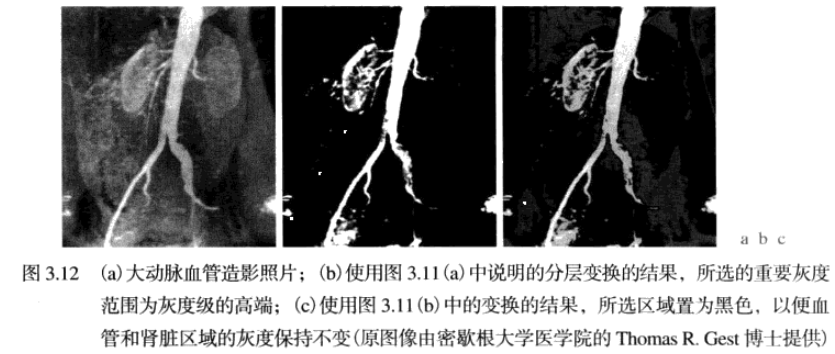 a b c
图 3.12 (a)大动脉血管造影照片；(b)使用图 3.11(a)中说明的分层变换的结果，所选的重要灰度
范围为灰度级的高端；(c)使用图 3.11(b)中的变换的结果，所选区域置为黑色，以便血
管和肾脏区域的灰度保持不变(原图像由密歇根大学医学院的 Thomas R. Gest 博士提供)